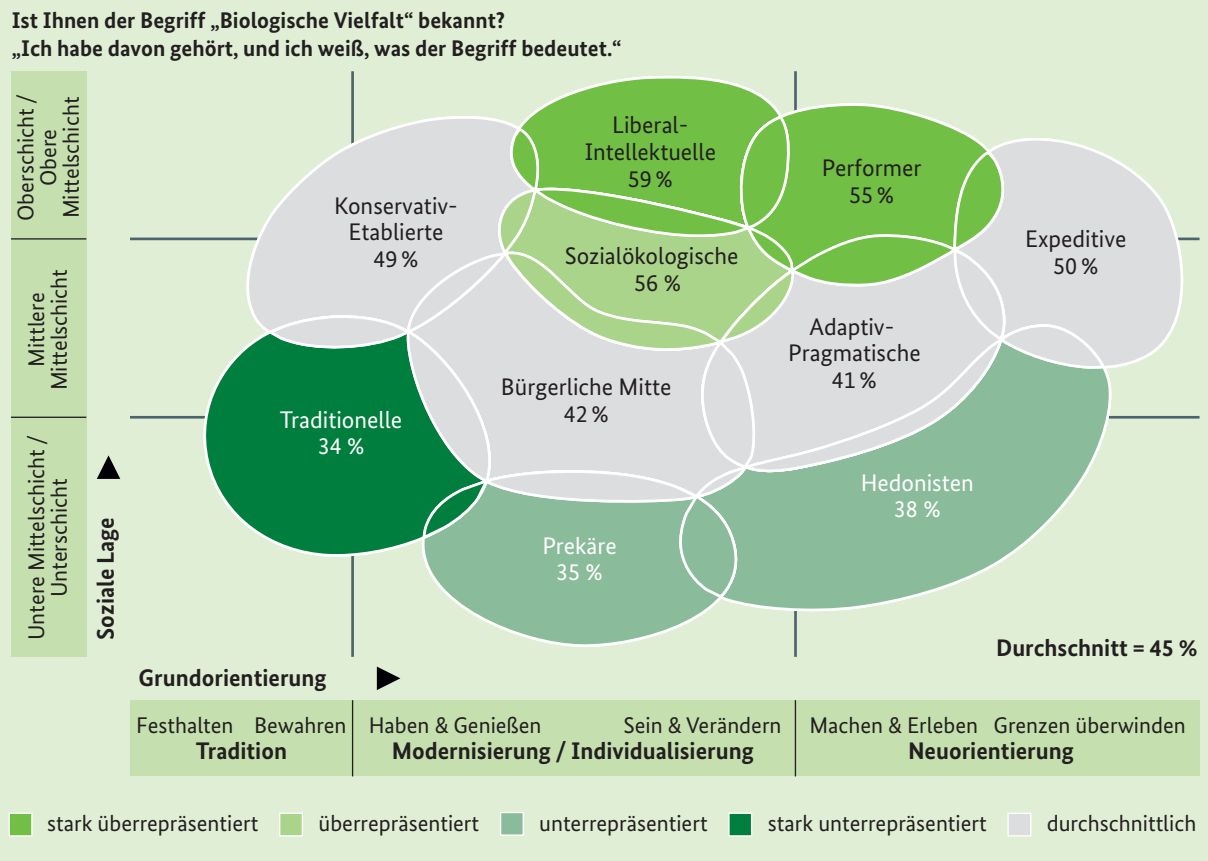 Ist Ihnen der Begriff „Biologische Vielfalt“ bekannt?
„Ich habe davon gehört, und ich weiß, was der Begriff bedeutet.“
Oberschicht /
Obere
Mittelschicht
Mittlere
Mittelschicht
Untere Mittelschicht /
Unterschicht
Soziale Lage
Liberal-
Intellektuelle
59 %
Performer
55 %
Konservativ-
Etablierte
49 %
Expeditive
50 %
Sozialökologische
56 %
Adaptiv-
Pragmatische
41 %
Bürgerliche Mitte
42 %
Traditionelle
34 %
Hedonisten
38 %
Prekäre
35 %
Durchschnitt = 45 %
Grundorientierung
Festhalten Bewahren
Tradition
Haben & Genießen Sein & Verändern
Modernisierung / Individualisierung
Machen & Erleben Grenzen überwinden
Neuorientierung
stark überrepräsentiert überrepräsentiert unterrepräsentiert stark unterrepräsentiert durchschnittlich